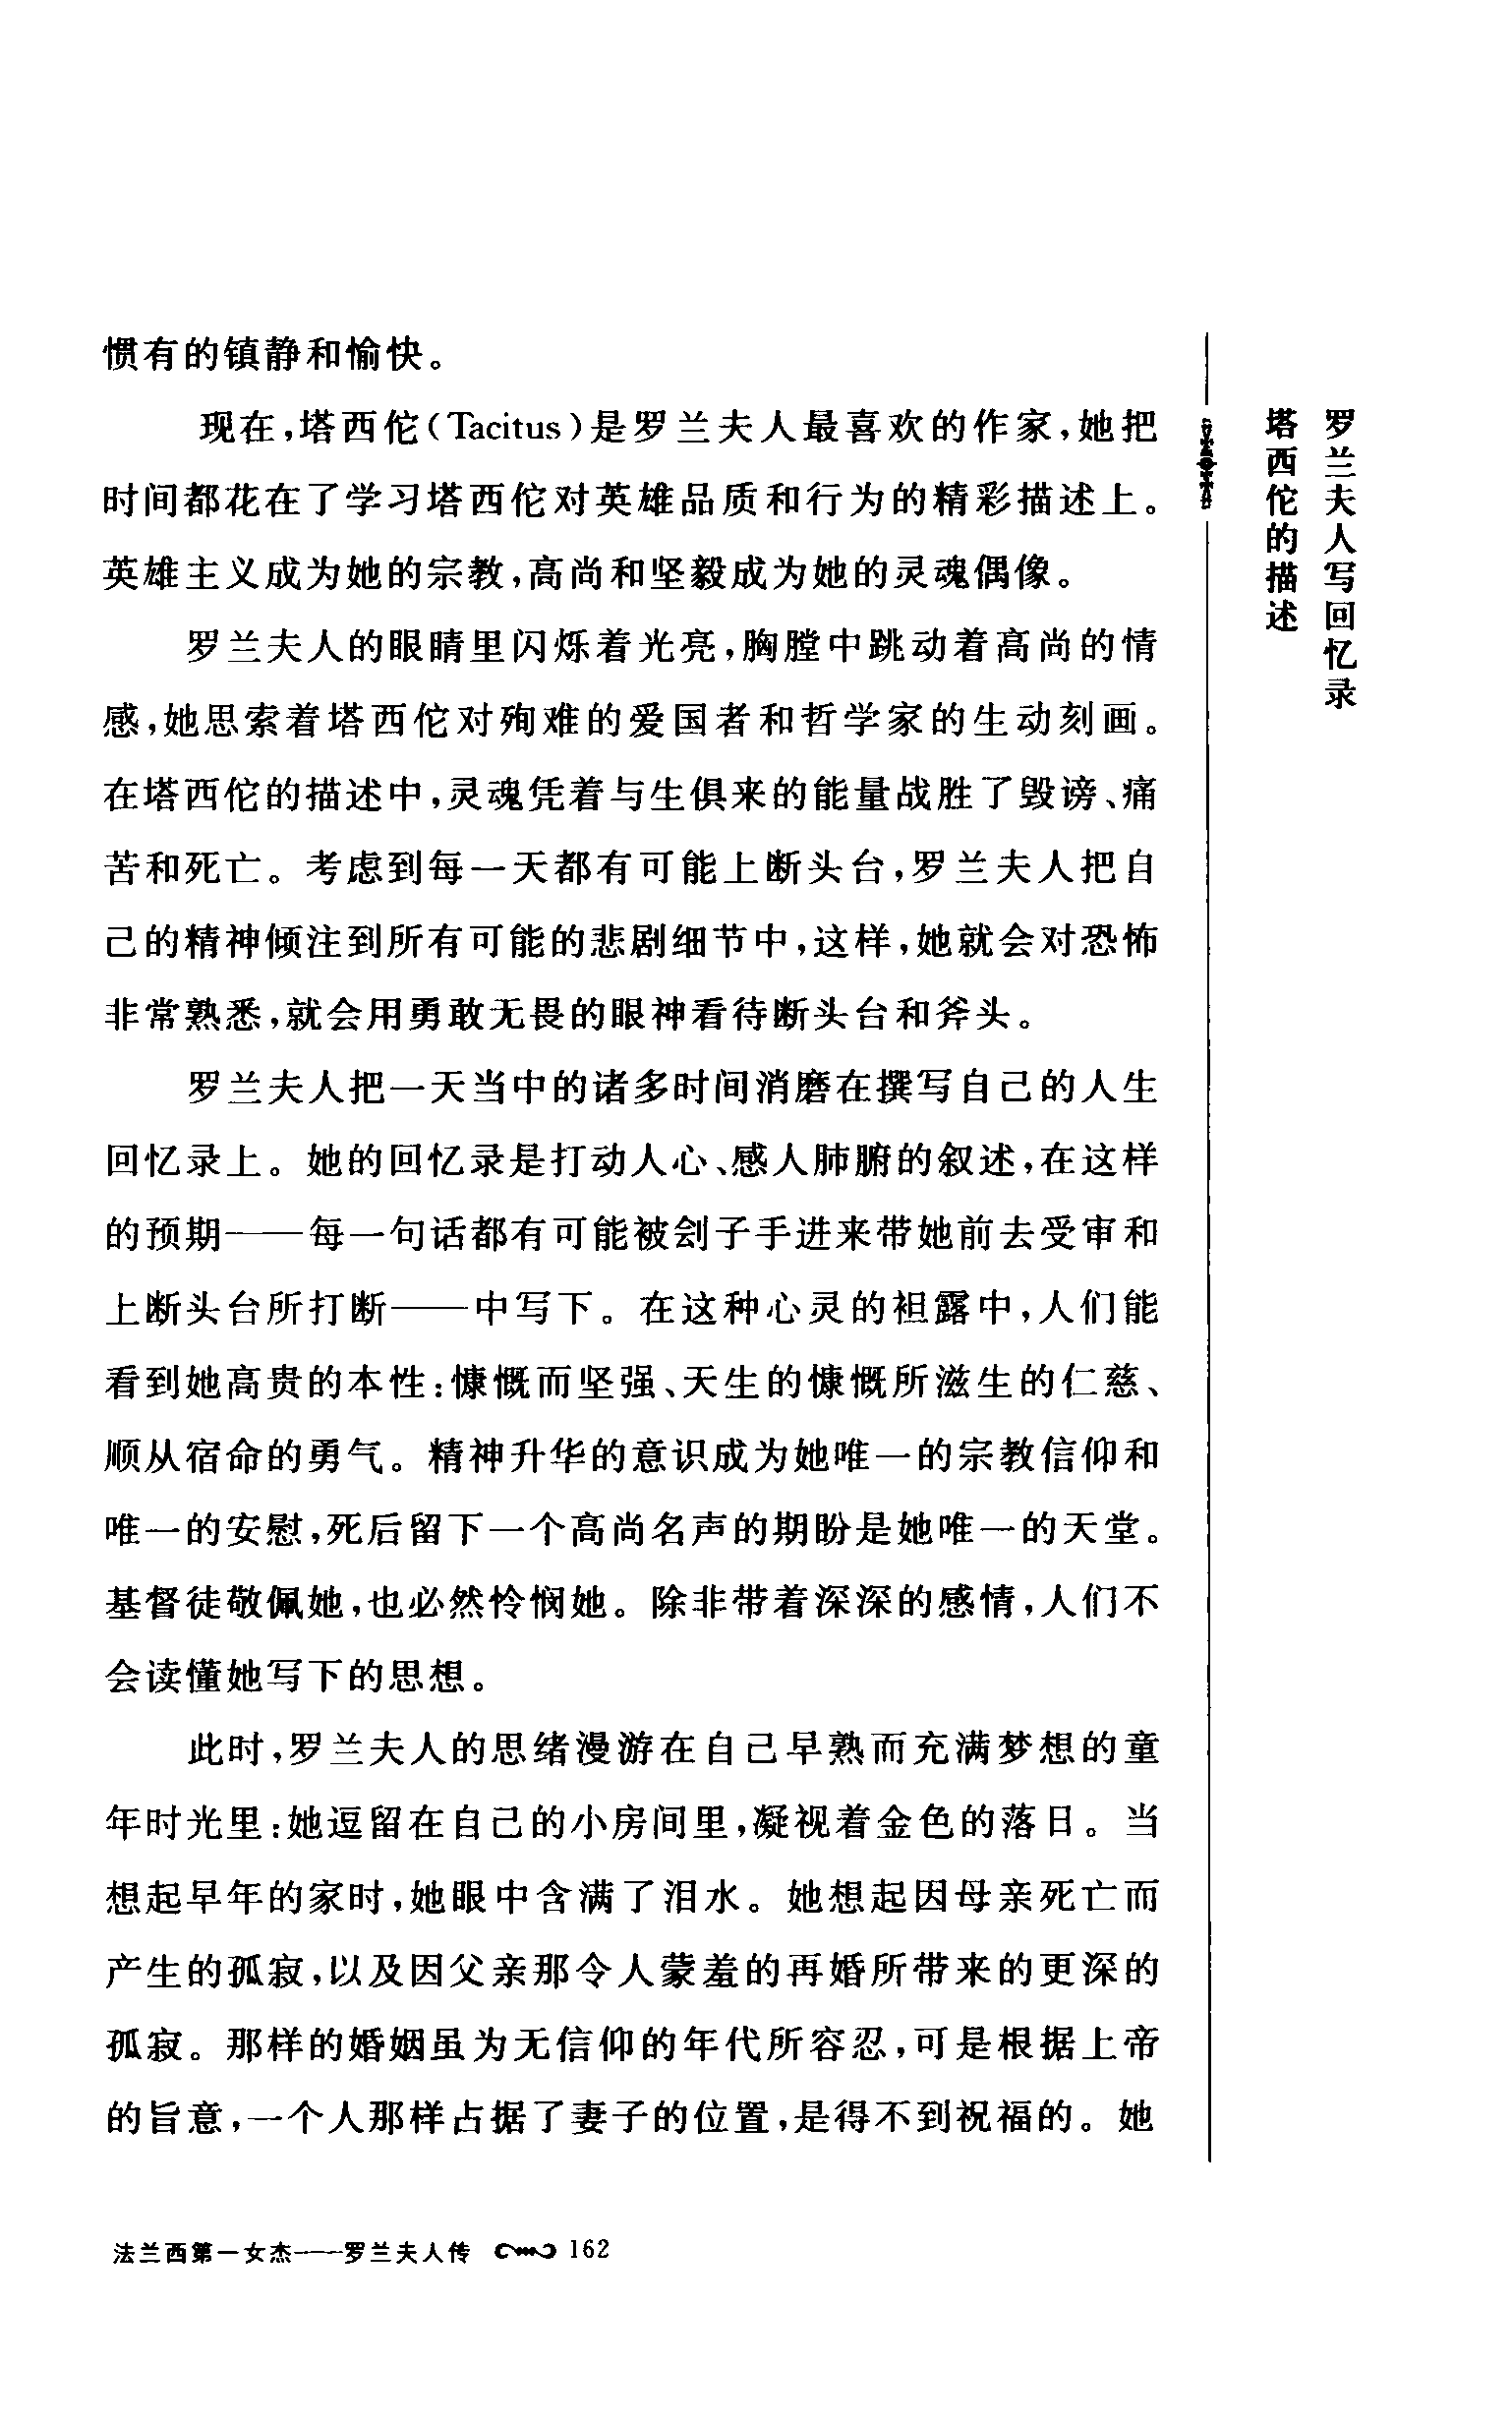 惯有的镇静和愉快。
现在,塔西佗(Tacitus)是罗兰夫人最喜欢的作家,她把
时间都花在了学习塔西佗对英雄品质和行为的精彩描述上。
英雄主义成为她的宗教,高尚和坚毅成为她的灵魂偶像。
罗兰夫人的眼睛里闪烁着光亮,胸膛中跳动着高尚的情
感,她思索着塔西佗对殉难的爱国者和哲学家的生动刻画。
在塔西佗的描述中,灵魂凭着与生俱来的能量战胜了毁谤、痛
苦和死亡。考虑到每一天都有可能上断头台,罗兰夫人把自
己的精神倾注到所有可能的悲剧细节中,这样,她就会对恐怖
非常熟悉,就会用勇敢无畏的眼神看待断头台和斧头。
罗兰夫人把一天当中的诸多时间消磨在撰写自己的人生
回忆录上。她的回忆录是打动人心、感人肺腑的叙述,在这样
的预期——每一句话都有可能被刽子手进来带她前去受审和
上断头台所打断——中写下。在这种心灵的袒露中,人们能
看到她高贵的本性:慷慨而坚强、天生的慷慨所滋生的仁慈、
顺从宿命的勇气。精神升华的意识成为她唯一的宗教信仰和
唯一的安慰,死后留下一个高尚名声的期盼是她唯一的天堂。
基督徒敬佩她,也必然怜悯她。除非带着深深的感情,人们不
会读懂她写下的思想。
此时,罗兰夫人的思绪漫游在自己早熟而充满梦想的童
年时光里:她逗留在自己的小房间里,凝视着金色的落日。当
想起早年的家时,她眼中含满了泪水。她想起因母亲死亡而
产生的孤寂,以及因父亲那令人蒙羞的再婚所带来的更深的
孤寂。那样的婚姻虽为无信仰的年代所容忍,可是根据上帝
的旨意,一个人那样占据了妻子的位置,是得不到祝福的。她
罗兰夫人写回忆录
塔西佗的描述
法兰西第一女杰——罗兰夫人传 162